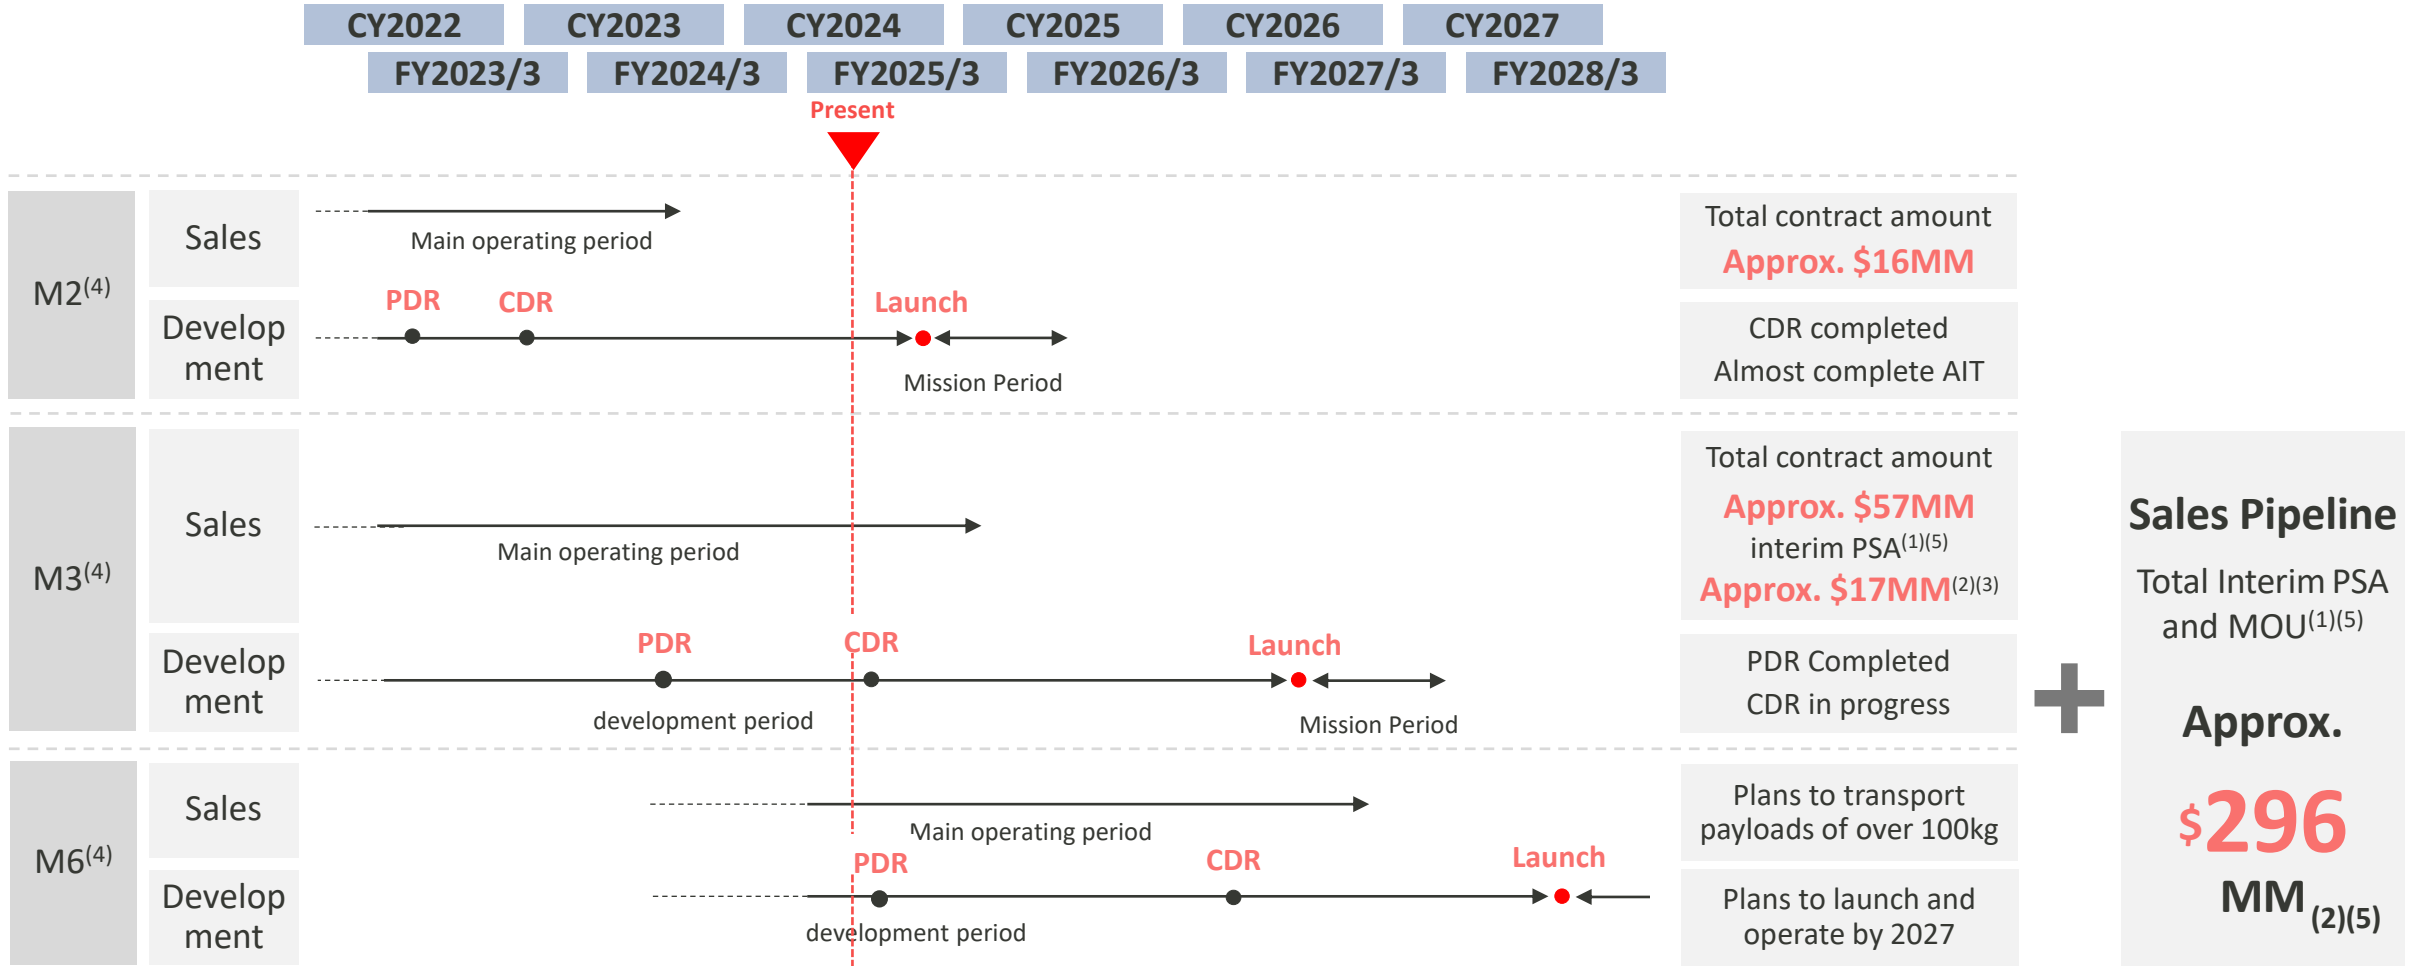 CY2022 CY2023 CY2024 CY2025 CY2026 CY2027
FY2023/3 FY2024/3 FY2025/3 FY2026/3 FY2027/3 FY2028/3
Present
M2(4)
Sales
Main operating period
Total contract amount
Approx. $16MM
Develop
ment
PDR CDR Launch
Mission Period
CDR completed
Almost complete AIT
M3(4)
Sales
Main operating period
Total contract amount
Approx. $57MM
interim PSA(1)(5)
Approx. $17MM(2)(3)
Develop
ment
PDR CDR Launch
development period
Mission Period
PDR Completed
CDR in progress
M6(4)
Sales
Main operating period
Plans to transport
payloads of over 100kg
Develop
ment
PDR CDR Launch
development period
Plans to launch and
operate by 2027
+
Sales Pipeline
Total Interim PSA
and MOU(1)(5)
Approx.
$296
MM(2)(5)